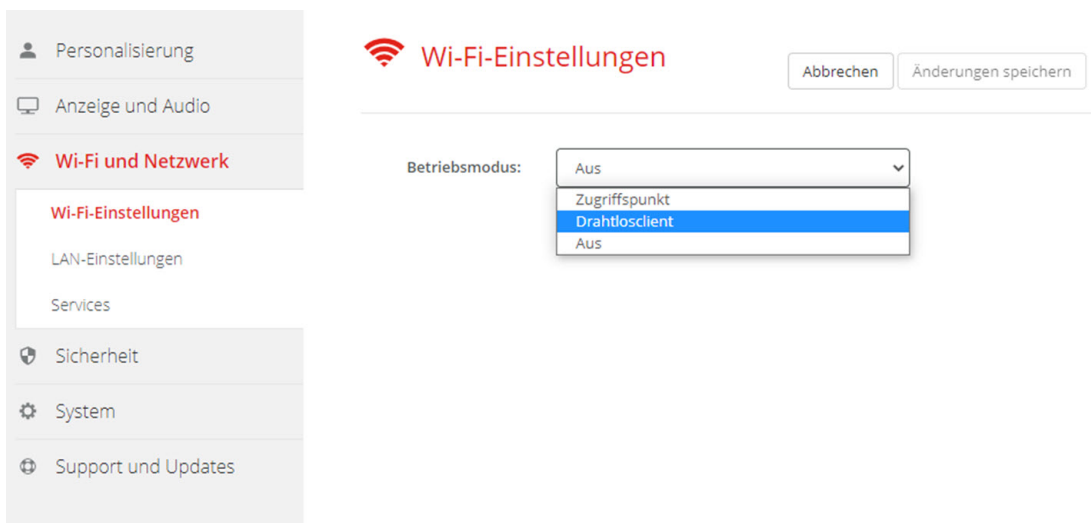 Personalisierung
Anzeige und Audio
Wi-Fi und Netzwerk
Wi-Fi-Einstellungen
LAN-Einstellungen
Services
Sicherheit
System
Support und Updates
Wi-Fi-Einstellungen
Abbrechen
Änderungen speichern
Betriebsmodus:
Aus
Zugriffspunkt
Drahtlosclient
Aus